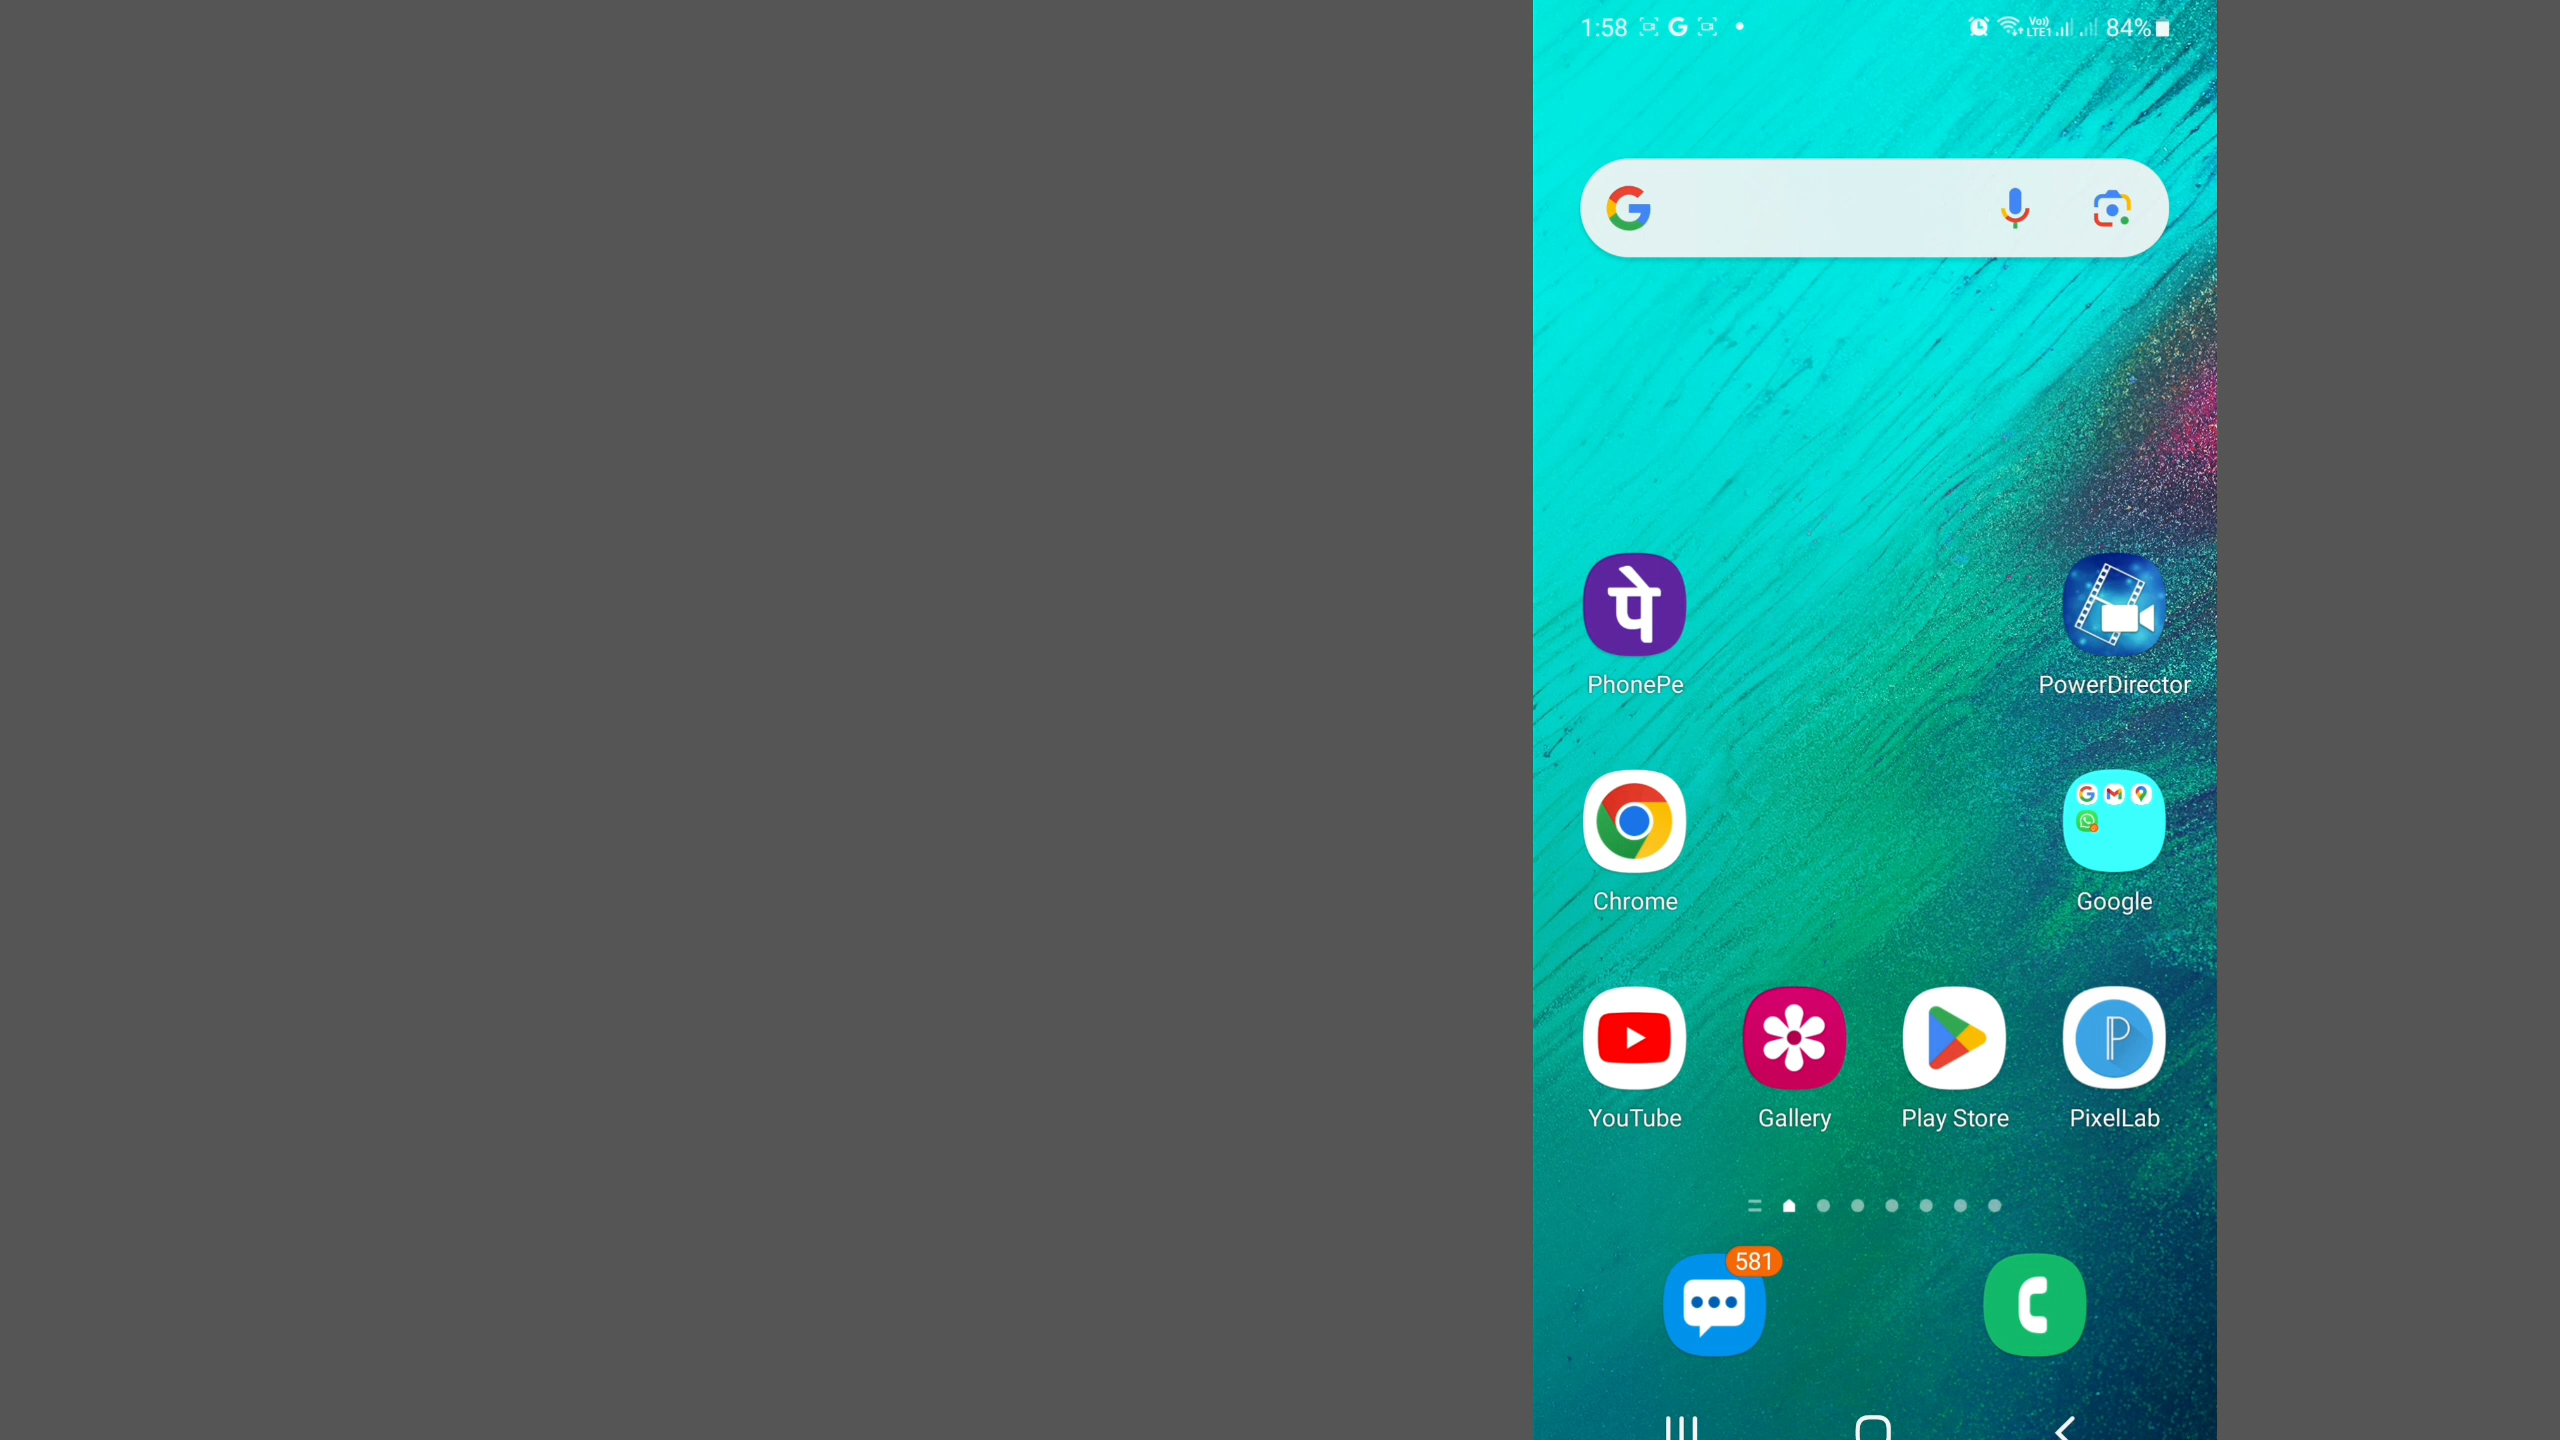 1:58 84%
पे
PhonePe PowerDirector
Chrome Google
YouTube Gallery Play Store PixelLab
581